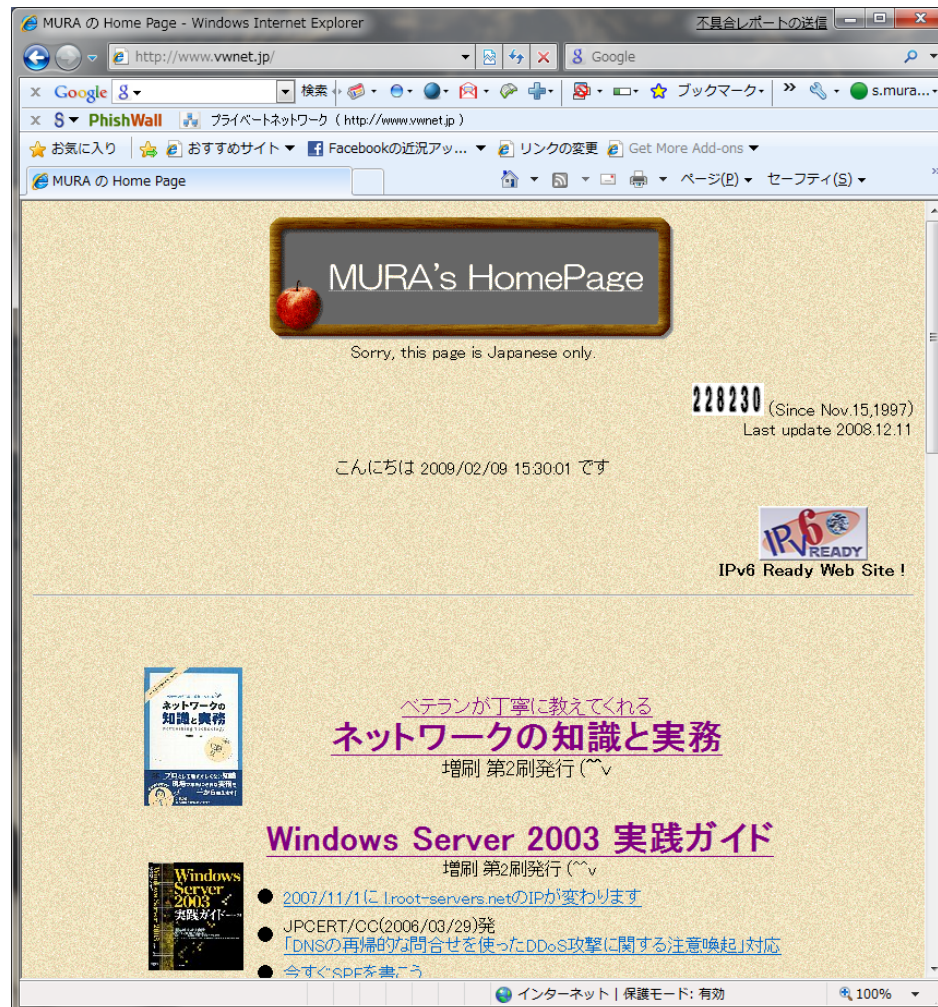 MURA の Home Page - Windows Internet Explorer
不具合レポートの送信
http://www.vwnet.jp/
Google
Google
検索
ブックマーク
s.mura...
PhishWall
プライベートネットワーク ( http://www.vwnet.jp )
お気に入り
おすすめサイト
Facebookの近況アッ...
リンクの変更
Get More Add-ons
MURA の Home Page
ページ(P)
セーフティ(S)
MURA's HomePage
Sorry, this page is Japanese only.
228230 (Since Nov.15,1997)
Last update 2008.12.11
こんにちは 2009/02/09 15:30:01 です
IPv6 READY
IPv6 Ready Web Site !
ネットワークの
知識と実務
ベテランが丁寧に教えてくれる
ネットワークの知識と実務
増刷 第2刷発行 (^^v
Windows Server 2003 実践ガイド
増刷 第2刷発行 (^^v
Windows
Server
2003
実践ガイド
2007/11/1に l.root-servers.netのIPが変わります
JPCERT/CC(2006/03/29)発
「DNSの再帰的な問合せを使ったDDoS攻撃に関する注意喚起」対応
今すぐSPFを書こう
インターネット | 保護モード: 有効
100%